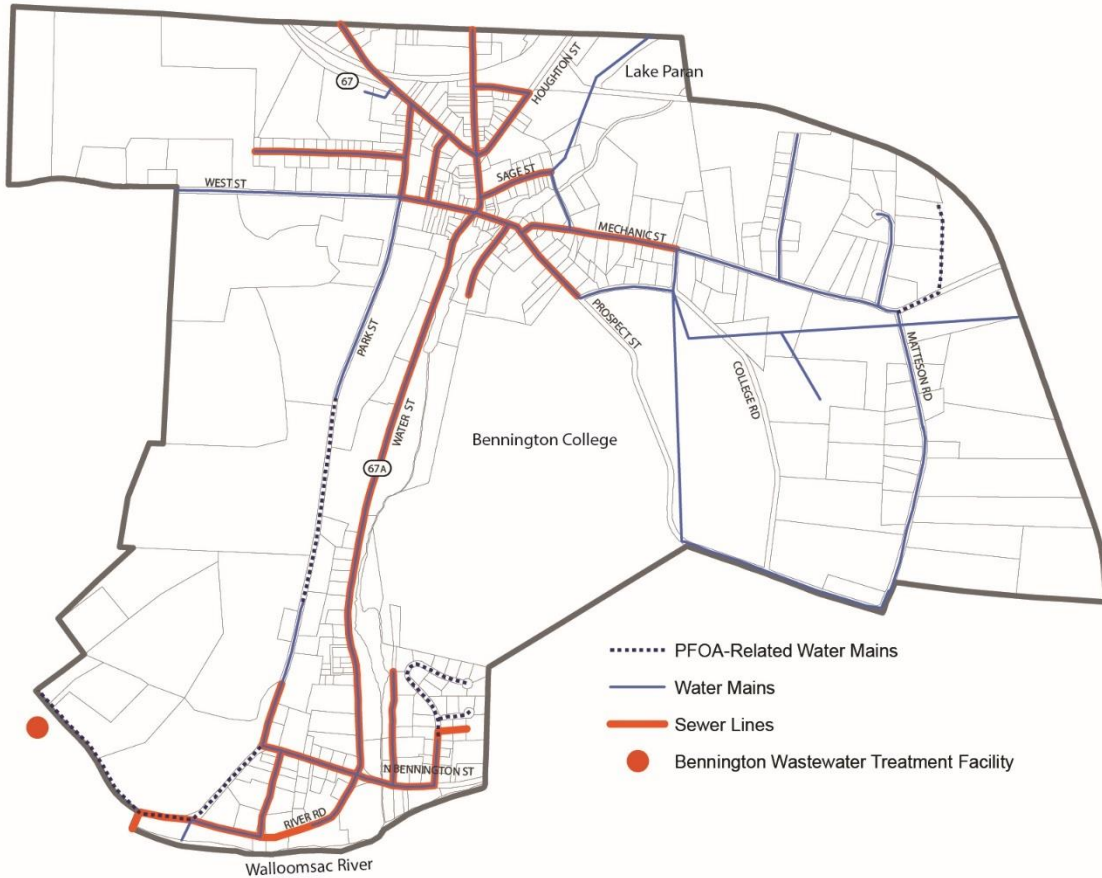 HOUGHTON ST
Lake Paran
67
SAGE ST
WEST ST
MECHANIC ST
PARK ST
PROSPECT ST
MATTESON RD
COLLEGE RD
WATER ST
Bennington College
67A
PFOA-Related Water Mains
Water Mains
Sewer Lines
Bennington Wastewater Treatment Facility
N BENNINGTON ST
RIVER RD
Walloomsac River